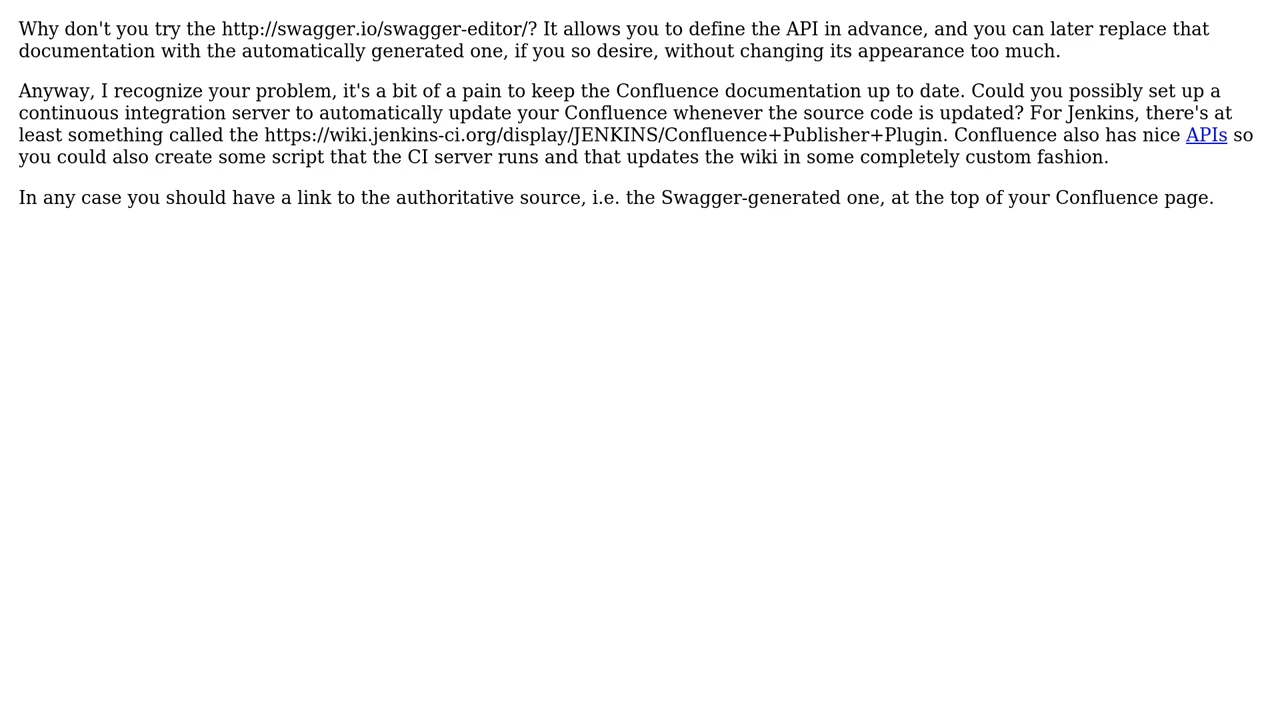 Why don't you try the http://swagger.io/swagger-editor/? It allows you to define the API in advance, and you can later replace that
documentation with the automatically generated one, if you so desire, without changing its appearance too much.
Anyway, I recognize your problem, it's a bit of a pain to keep the Confluence documentation up to date. Could you possibly set up a
continuous integration server to automatically update your Confluence whenever the source code is updated? For Jenkins, there's at
least something called the https://wiki.jenkins-ci.org/display/JENKINS/Confluence+Publisher+Plugin. Confluence also has nice APIs so
you could also create some script that the CI server runs and that updates the wiki in some completely custom fashion.
In any case you should have a link to the authoritative source, i.e. the Swagger-generated one, at the top of your Confluence page.